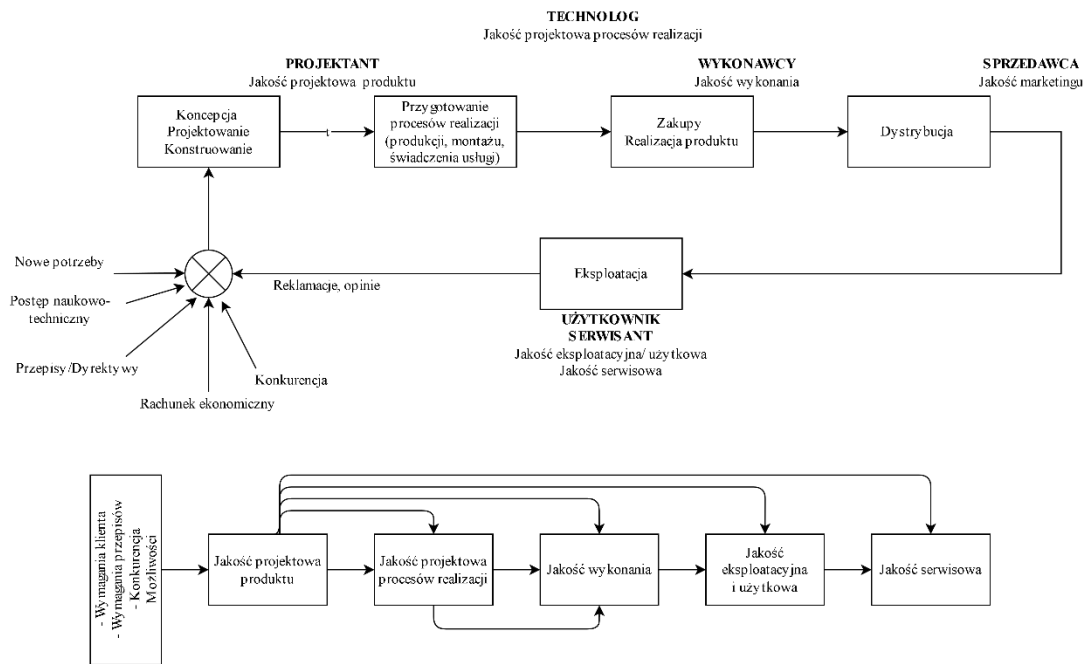 TECHNOLOG
Jakość projektowa procesów realizacji
PROJEKTANT
Jakość projektowa produktu
WYKONAWCY
Jakość wykonania
SPRZEDAWCA
Jakość marketingu
Koncepcja
Projektowanie
Konstruowanie
t
Przygotowanie
procesów realizacji
(produkcji, montażu,
świadczenia usługi)
Zakupy
Realizacja produktu
Dystrybucja
Nowe potrzeby
Postęp naukowo-
techniczny
Przepisy/Dyrektywy
Rachunek ekonomiczny
Konkurencja
Reklamacje, opinie
Eksploatacja
UŻYTKOWNIK
SERWISANT
Jakość eksploatacyjna/ użytkowa
Jakość serwisowa
- Wymagania klienta
- Wymagania przepisów
- Konkurencja
Możliwości
Jakość projektowa
produktu
Jakość projektowa
procesów realizacji
Jakość wykonania
Jakość
eksploatacyjna
i użytkowa
Jakość serwisowa